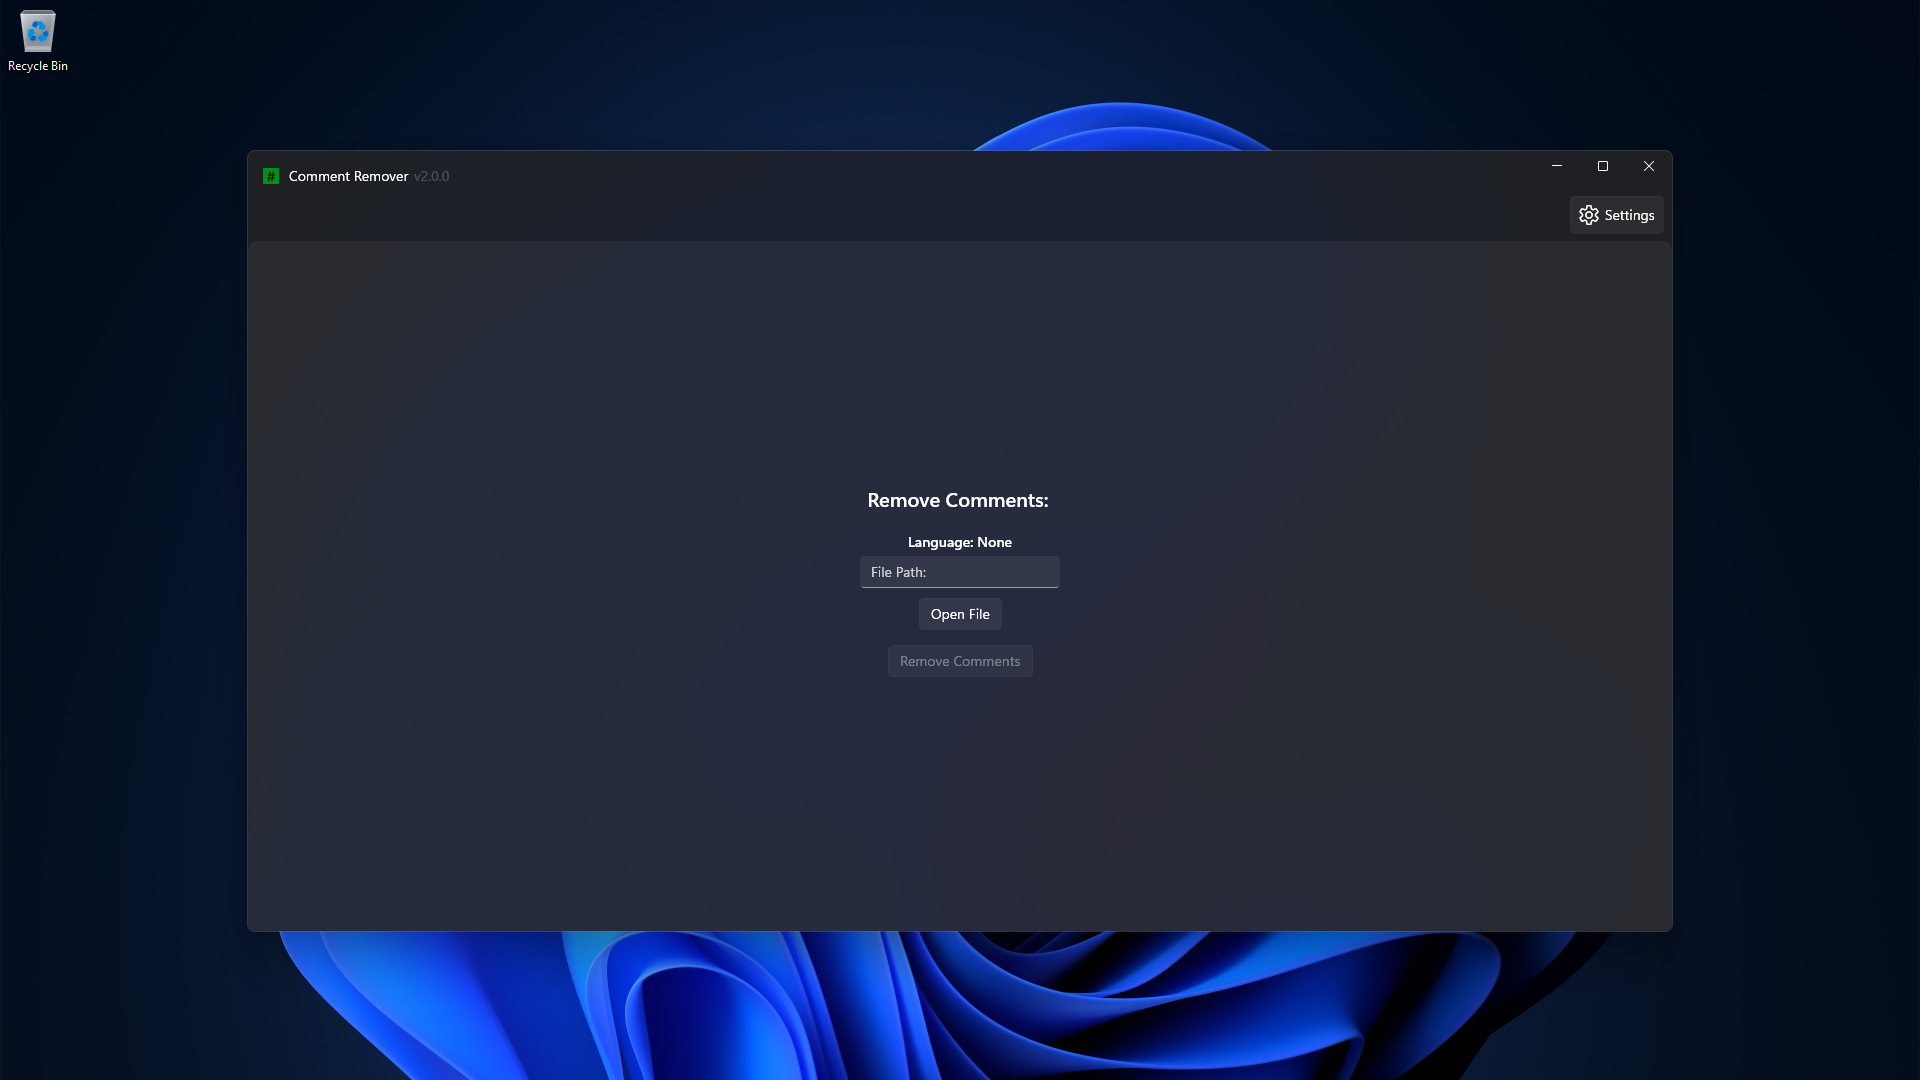 Recycle Bin
# Comment Remover v2.0.0
Settings
Remove Comments:
Language: None
File Path:
Open File
Remove Comments